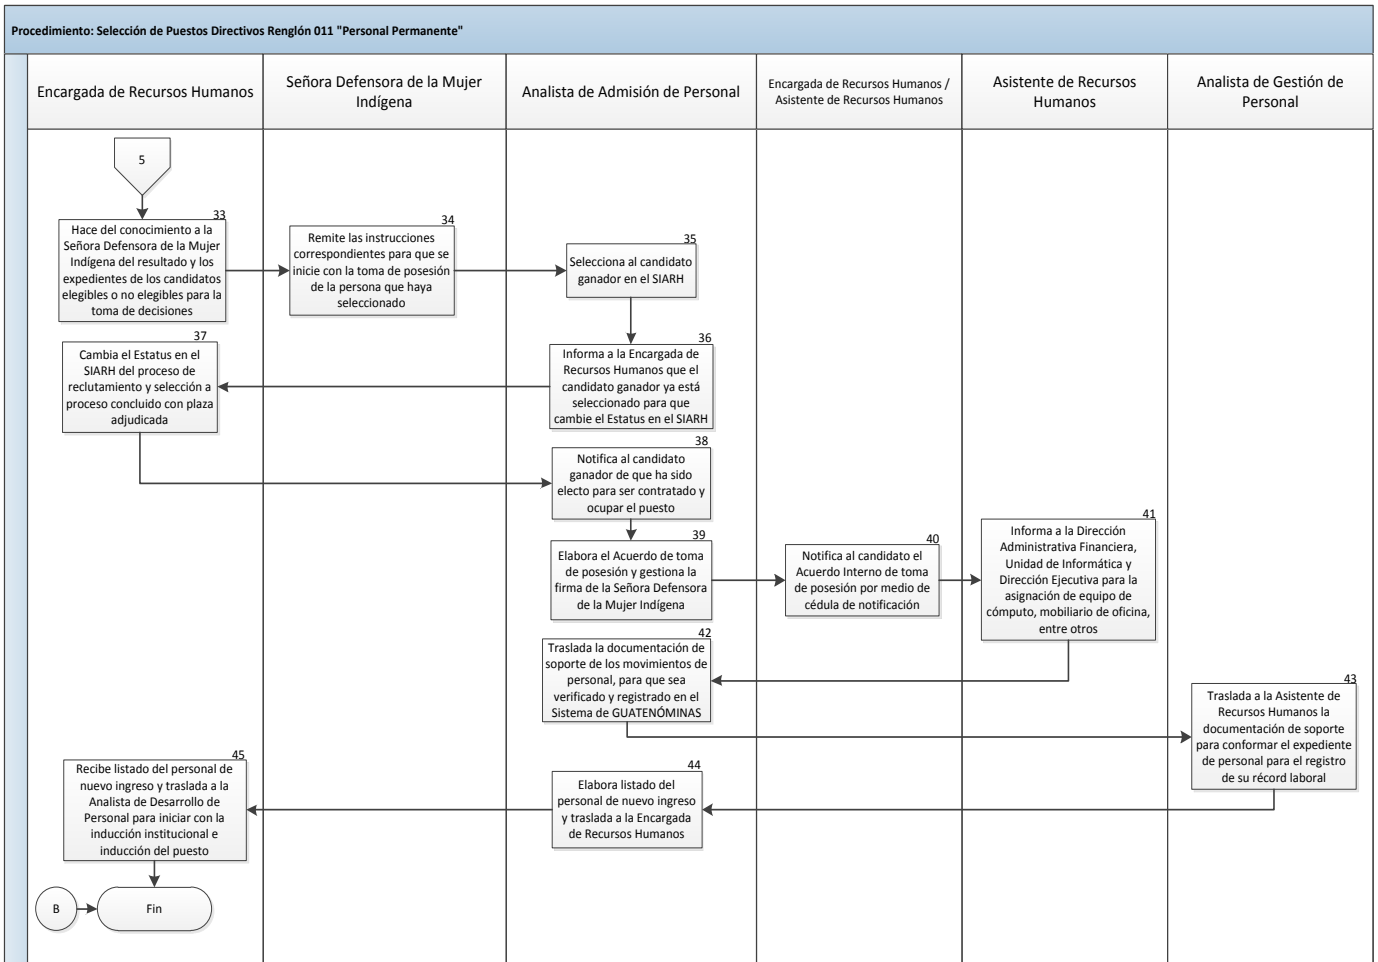 Procedimiento: Selección de Puestos Directivos Renglón 011 "Personal Permanente"
Encargada de Recursos Humanos
Señora Defensora de la Mujer
Indígena
Analista de Admisión de Personal
Encargada de Recursos Humanos /
Asistente de Recursos Humanos
Asistente de Recursos
Humanos
Analista de Gestión de
Personal
5
33
Hace del conocimiento a la
Señora Defensora de la Mujer
Indígena del resultado y los
expedientes de los candidatos
elegibles o no elegibles para la
toma de decisiones
34
Remite las instrucciones
correspondientes para que se
inicie con la toma de posesión
de la persona que haya
seleccionado
35
Selecciona al candidato
ganador en el SIARH
36
Informa a la Encargada de
Recursos Humanos que el
candidato ganador ya está
seleccionado para que
cambie el Estatus en el SIARH
37
Cambia el Estatus en el
SIARH del proceso de
reclutamiento y selección a
proceso concluido con plaza
adjudicada
38
Notifica al candidato
ganador de que ha sido
electo para ser contratado y
ocupar el puesto
39
Elabora el Acuerdo de toma
de posesión y gestiona la
firma de la Señora Defensora
de la Mujer Indígena
40
Notifica al candidato el
Acuerdo Interno de toma
de posesión por medio de
cédula de notificación
41
Informa a la Dirección
Administrativa Financiera,
Unidad de Informática y
Dirección Ejecutiva para la
asignación de equipo de
cómputo, mobiliario de oficina,
entre otros
42
Traslada la documentación de
soporte de los movimientos de
personal, para que sea
verificado y registrado en el
Sistema de GUATENÓMINAS
43
Traslada a la Asistente de
Recursos Humanos la
documentación de soporte
para conformar el expediente
de personal para el registro
de su récord laboral
44
Elabora listado del
personal de nuevo ingreso
y traslada a la Encargada
de Recursos Humanos
45
Recibe listado del personal de
nuevo ingreso y traslada a la
Analista de Desarrollo de
Personal para iniciar con la
inducción institucional e
inducción del puesto
B
Fin